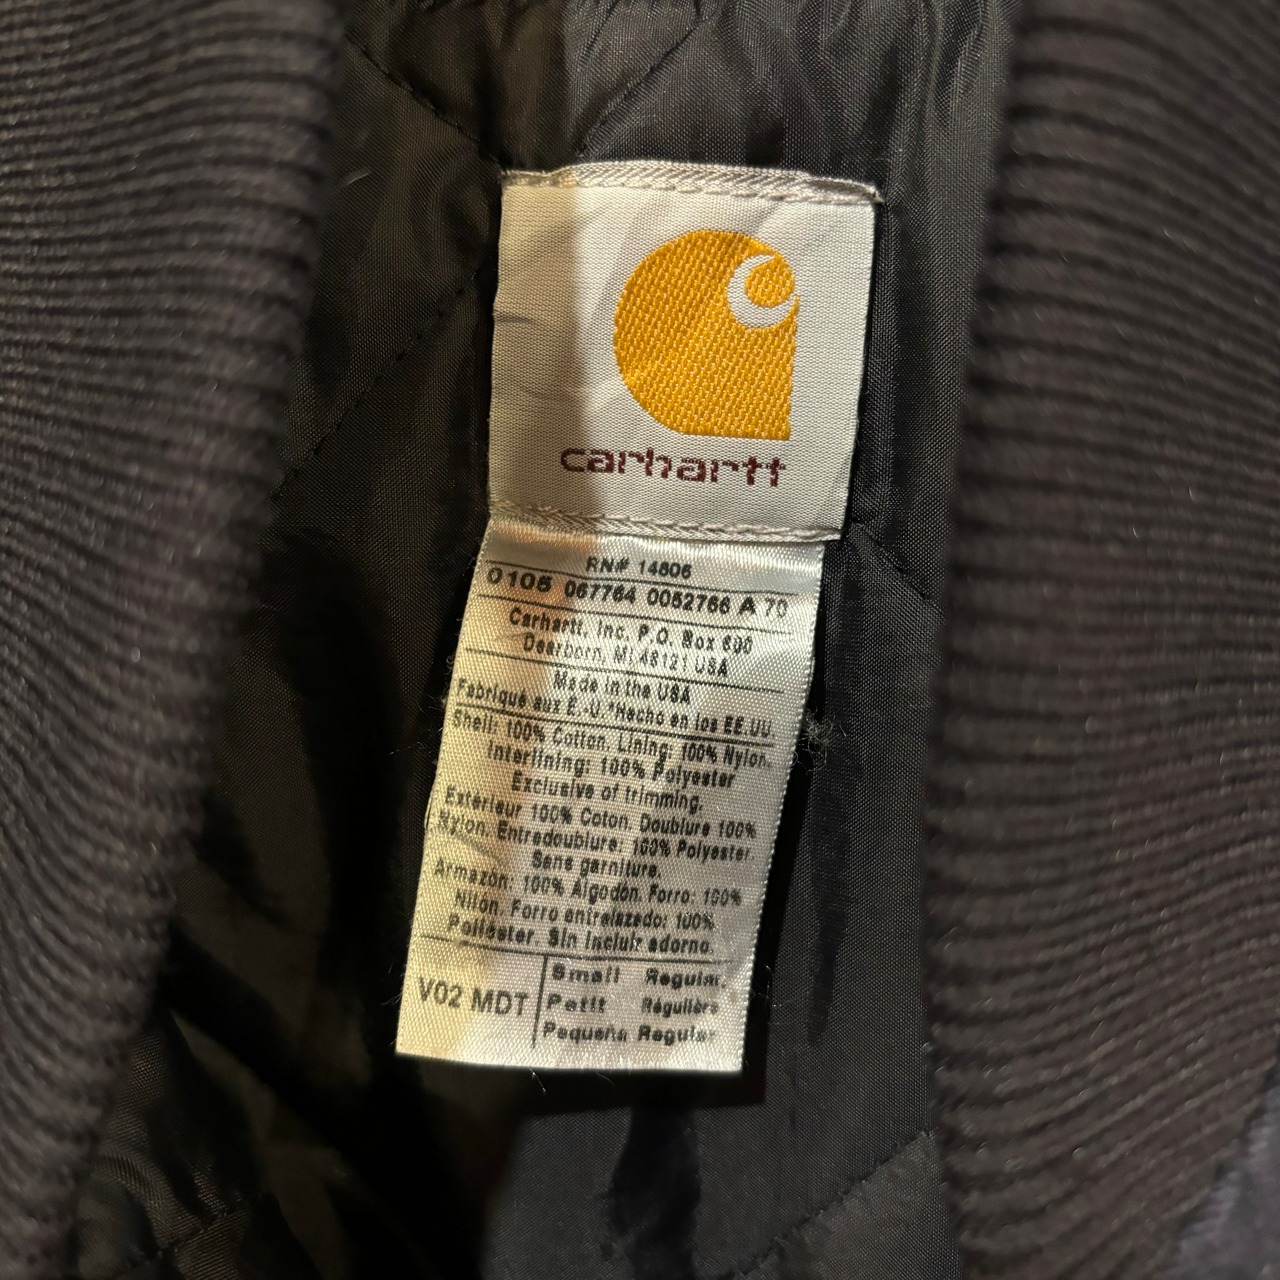 carhartt
RN# 14806
0105 067764 0052766 A 70
Carhartt, Inc. P.O. Box 600
Dearborn, MI 48121 USA
Made in the USA
Fabriqué aux É.-U. *Hecho en los EE.UU.
Shell: 100% Cotton. Lining: 100% Nylon.
Interlining: 100% Polyester
Exclusive of trimming.
Extérieur 100% Coton. Doublure 100%
Nylon. Entredoublure: 100% Polyester.
Sans garniture.
Armazón: 100% Algodón. Forro: 100%
Nilon. Forro entrelazado: 100%
Poliéster. Sin incluir adorno.
V02 MDT
Small Regular
Petit Régulière
Pequeña Regular